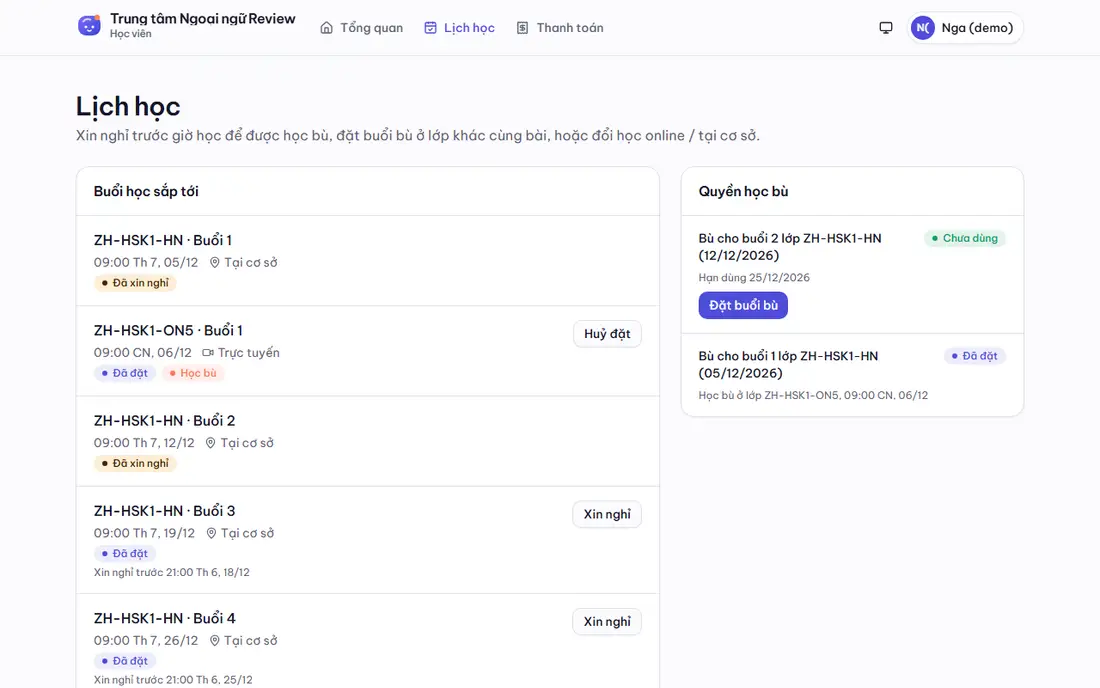 Trung tâm Ngoại ngữ Review
Học viên
Tổng quan
Lịch học
Thanh toán
N(
Nga (demo)
Lịch học
Xin nghỉ trước giờ học để được học bù, đặt buổi bù ở lớp khác cùng bài, hoặc đổi học online / tại cơ sở.
Buổi học sắp tới
ZH-HSK1-HN · Buổi 1
09:00 Th 7, 05/12 Tại cơ sở
Đã xin nghỉ
ZH-HSK1-ON5 · Buổi 1
09:00 CN, 06/12 Trực tuyến
Đã đặt Học bù
Huỷ đặt
ZH-HSK1-HN · Buổi 2
09:00 Th 7, 12/12 Tại cơ sở
Đã xin nghỉ
ZH-HSK1-HN · Buổi 3
09:00 Th 7, 19/12 Tại cơ sở
Đã đặt
Xin nghỉ trước 21:00 Th 6, 18/12
Xin nghỉ
ZH-HSK1-HN · Buổi 4
09:00 Th 7, 26/12 Tại cơ sở
Đã đặt
Xin nghỉ trước 21:00 Th 6, 25/12
Xin nghỉ
Quyền học bù
Bù cho buổi 2 lớp ZH-HSK1-HN
(12/12/2026)
Chưa dùng
Hạn dùng 25/12/2026
Đặt buổi bù
Bù cho buổi 1 lớp ZH-HSK1-HN
(05/12/2026)
Đã đặt
Học bù ở lớp ZH-HSK1-ON5, 09:00 CN, 06/12